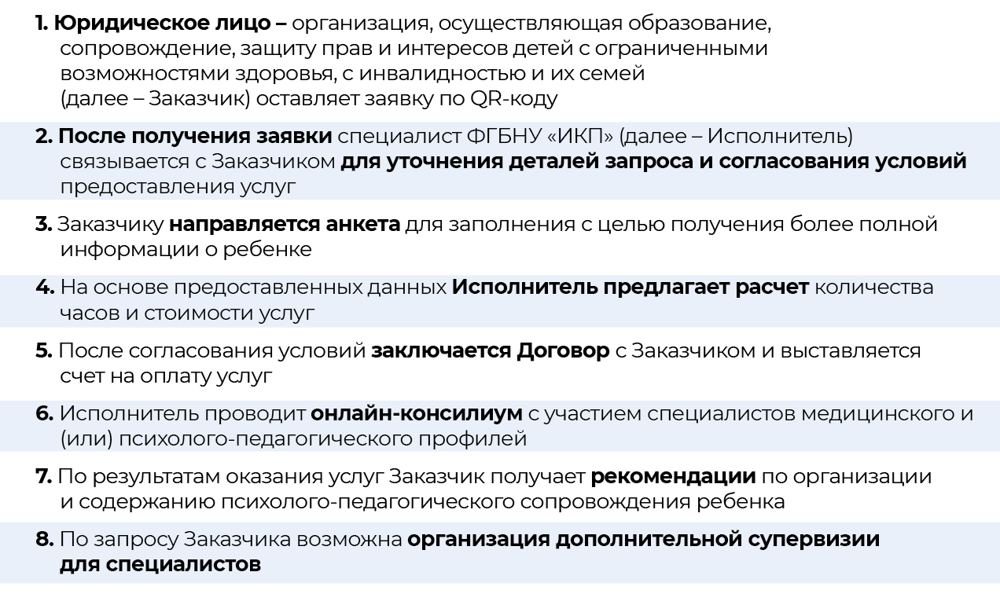 1. Юридическое лицо – организация, осуществляющая образование,
сопровождение, защиту прав и интересов детей с ограниченными
возможностями здоровья, с инвалидностью и их семей
(далее – Заказчик) оставляет заявку по QR-коду
2. После получения заявки специалист ФГБНУ «ИКП» (далее – Исполнитель)
связывается с Заказчиком для уточнения деталей запроса и согласования условий
предоставления услуг
3. Заказчику направляется анкета для заполнения с целью получения более полной
информации о ребенке
4. На основе предоставленных данных Исполнитель предлагает расчет количества
часов и стоимости услуг
5. После согласования условий заключается Договор с Заказчиком и выставляется
счет на оплату услуг
6. Исполнитель проводит онлайн-консилиум с участием специалистов медицинского и
(или) психолого-педагогического профилей
7. По результатам оказания услуг Заказчик получает рекомендации по организации
и содержанию психолого-педагогического сопровождения ребенка
8. По запросу Заказчика возможна организация дополнительной супервизии
для специалистов